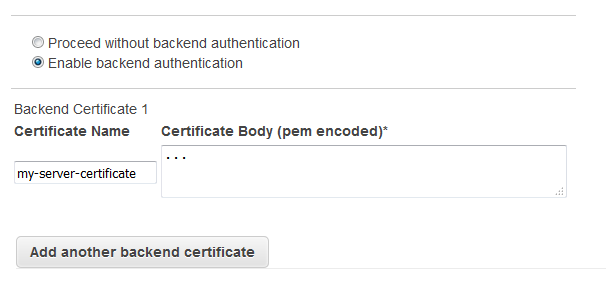 Proceed without backend authentication
Enable backend authentication
Backend Certificate 1
Certificate Name Certificate Body (pem encoded)*
...
my-server-certificate
Add another backend certificate